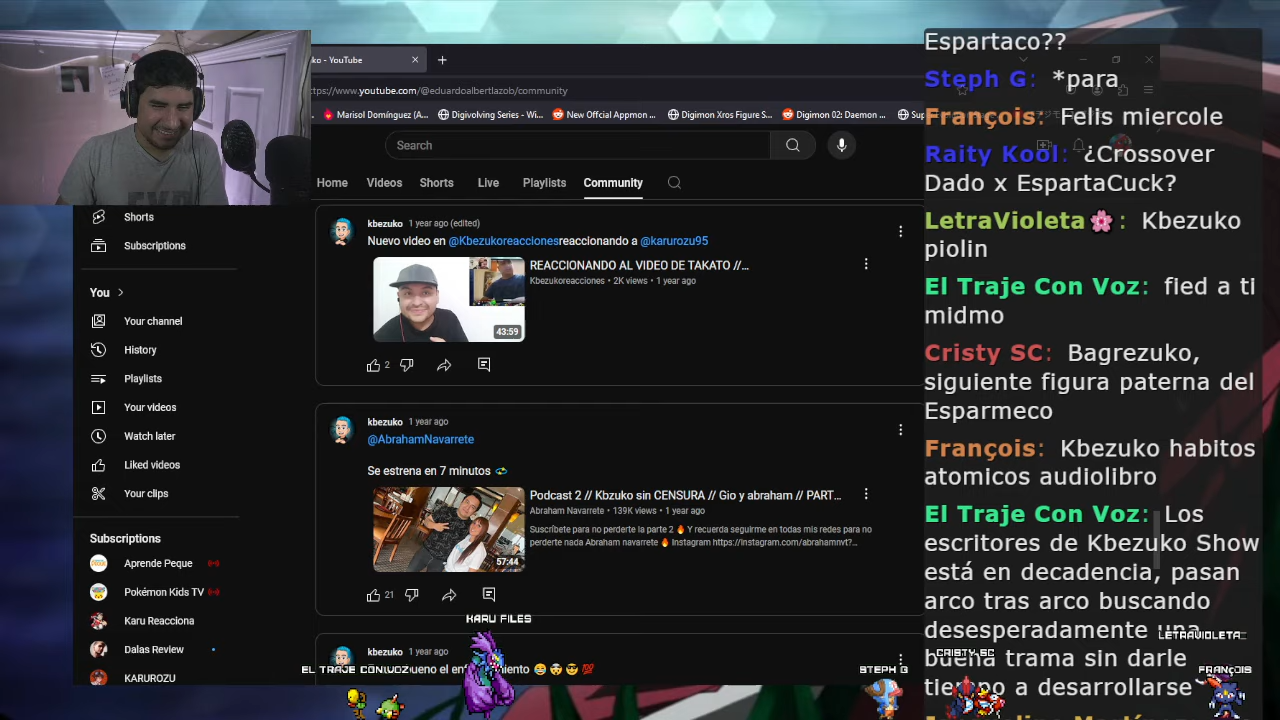 ko - YouTube
ttps://www.youtube.com/@eduardoalbertlazob/community
Marisol Domínguez (A...
Digivolving Series - Wi...
New Official Appmon ...
Digimon Xros Figure S...
Digimon 02: Daemon ...
Search
Home
Videos
Shorts
Live
Playlists
Community
Shorts
Subscriptions
You
Your channel
History
Playlists
Your videos
Watch later
Liked videos
Your clips
Subscriptions
Aprende Peque
Pokémon Kids TV
Karu Reacciona
Dalas Review
KARUROZU
kbezuko 1 year ago (edited)
Nuevo video en @Kbezukoreaccionesreaccionando a @karurozu95
REACCIONANDO AL VIDEO DE TAKATO //...
Kbezukoreacciones • 2K views • 1 year ago
43:59
2
kbezuko 1 year ago
@AbrahamNavarrete
Se estrena en 7 minutos
Podcast 2 // Kbzuko sin CENSURA // Gio y abraham // PART...
Abraham Navarrete • 139K views • 1 year ago
Suscríbete para no perderte la parte 2 🔥 Y recuerda seguirme en todas mis redes para no
perderte nada Abraham navarrete 🔥 Instagram https://instagram.com/abrahamnvt?...
57:44
21
kbezuko 1 year ago
KARU FILES
EL TRAJE CON VOZ
STEPH G
CRISTY SC
LETRAVIOLETA
FRANÇOIS
Espartaco??
Steph G: *para
François: Felis miercole
Raity Kool: ¿Crossover
Dado x EspartaCuck?
LetraVioleta🌸: Kbezuko
piolin
El Traje Con Voz: fied a ti
midmo
Cristy SC: Bagrezuko,
siguiente figura paterna del
Esparmeco
François: Kbezuko habitos
atomicos audiolibro
El Traje Con Voz: Los
escritores de Kbezuko Show
está en decadencia, pasan
arco tras arco buscando
desesperadamente una
buena trama sin darle
tiempo a desarrollarse